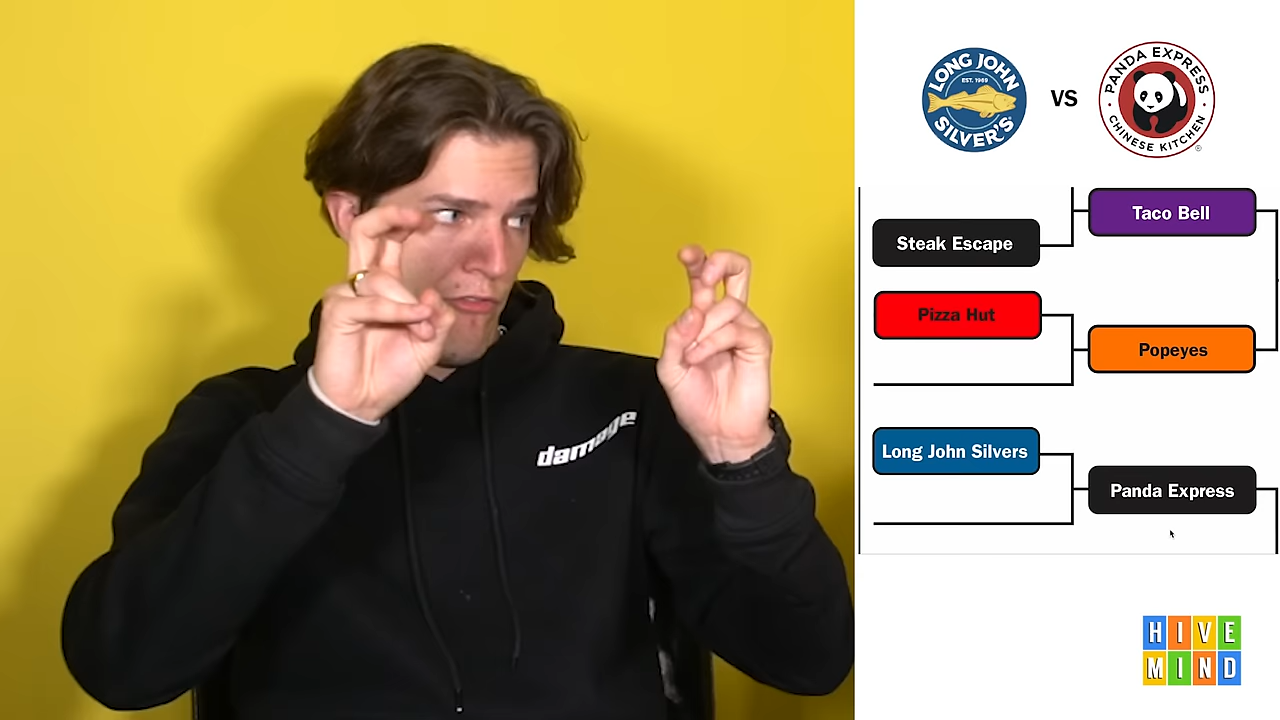 damage
LONG JOHN
EST. 1969
SILVER'S
VS
PANDA EXPRESS
CHINESE KITCHEN
®
Taco Bell
Steak Escape
Pizza Hut
Popeyes
Long John Silvers
Panda Express
HIVE
MIND